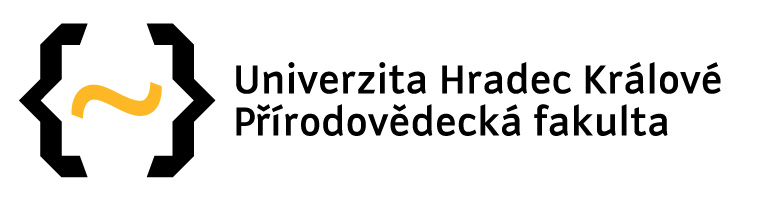 Univerzita Hradec Králové
Přírodovědecká fakulta